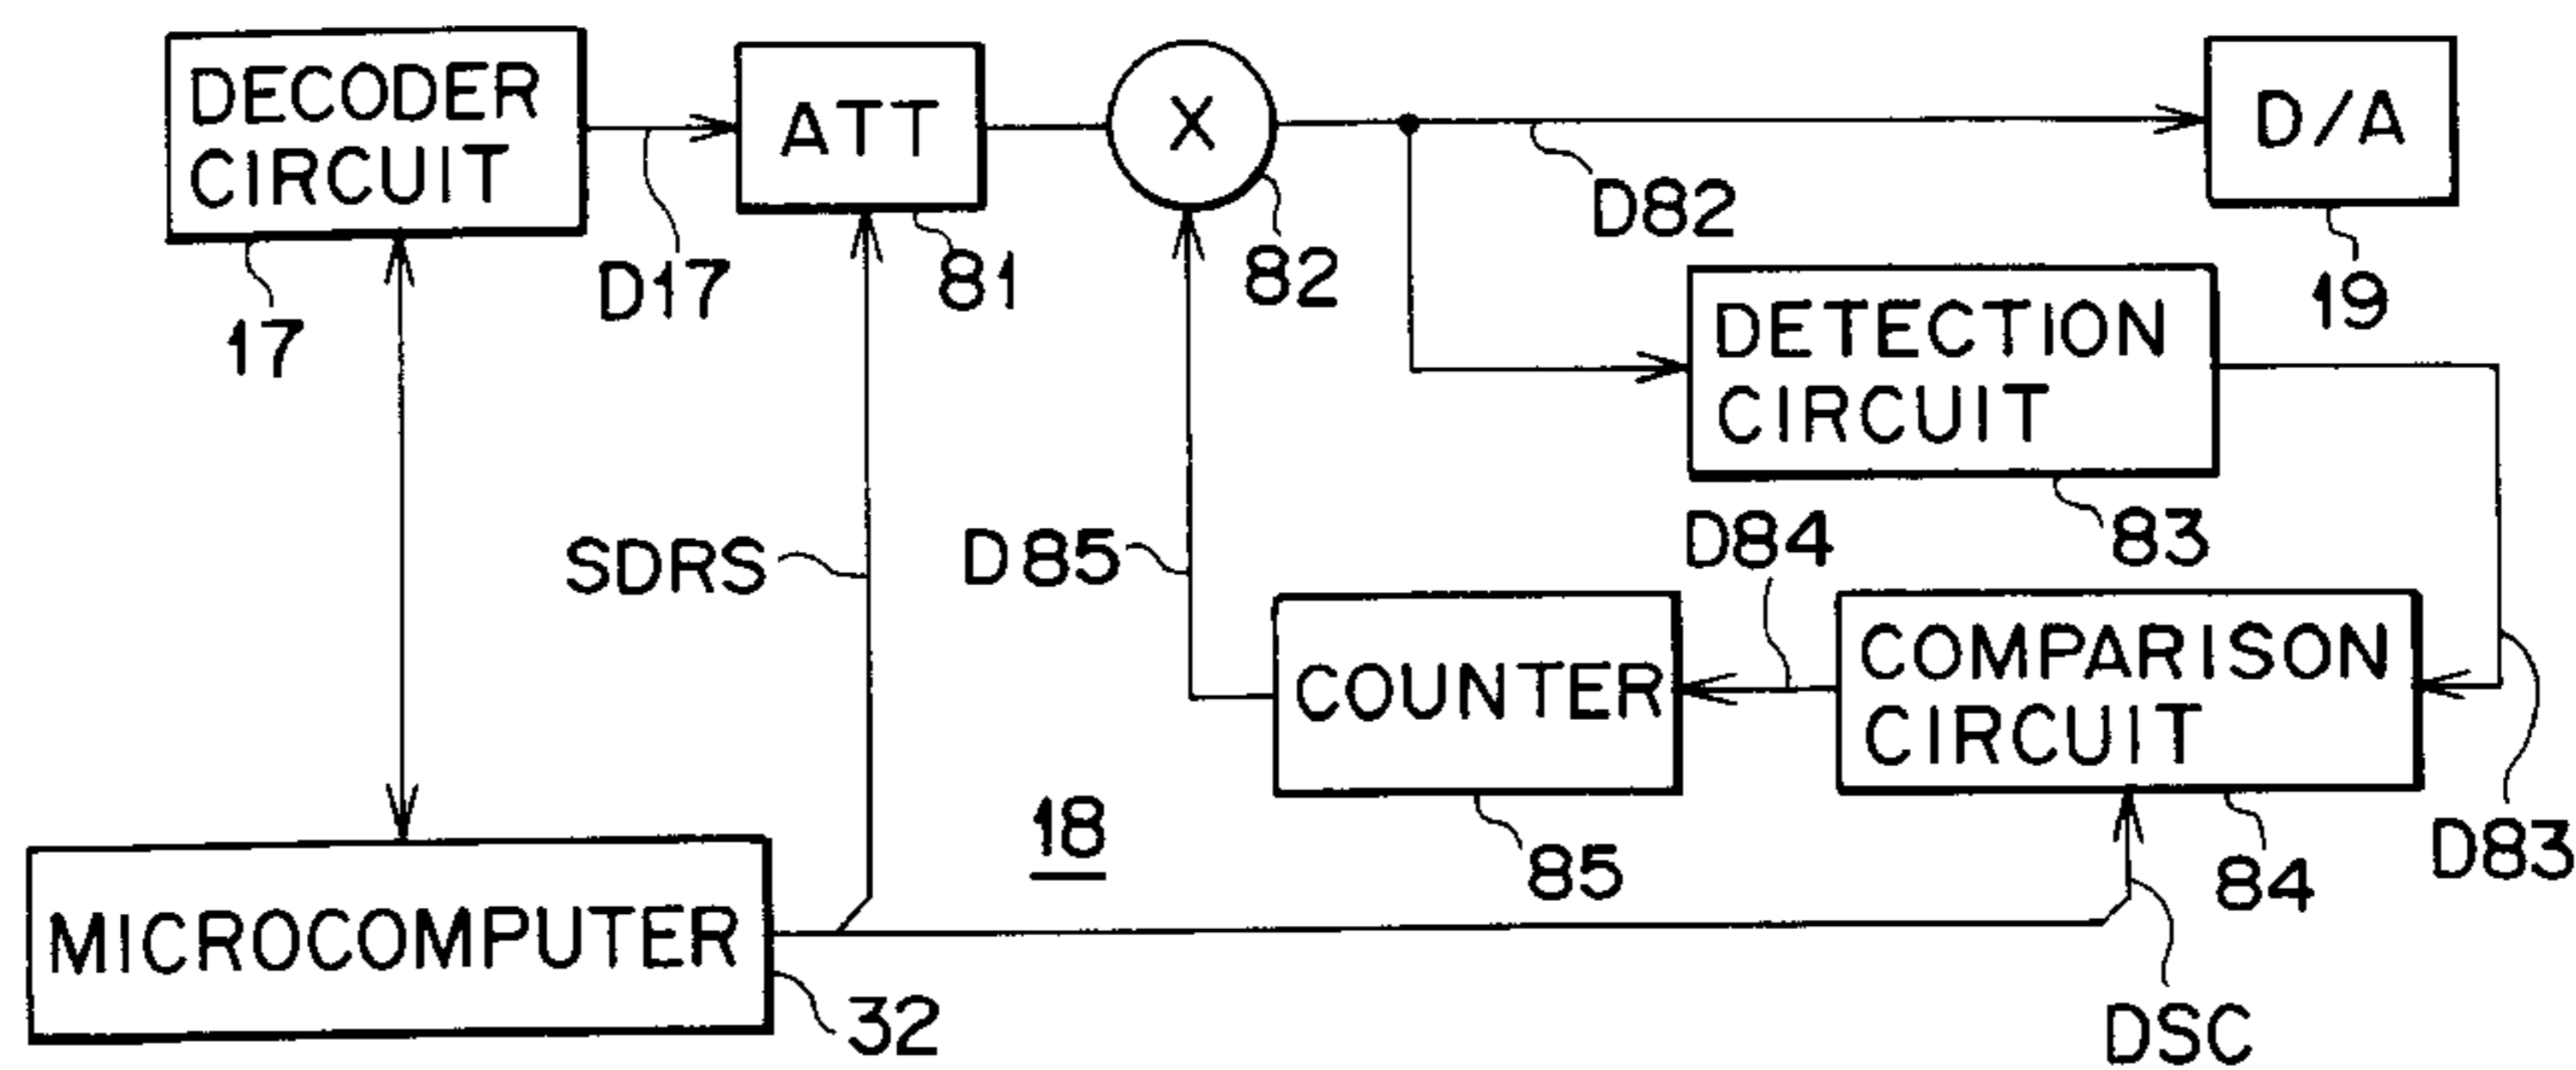 DECODER
CIRCUIT
17
D17
ATT
81
X
82
D82
D/A
19
DETECTION
CIRCUIT
83
SDRS
D85
D84
COUNTER
85
COMPARISON
CIRCUIT
84
D83
18
MICROCOMPUTER
32
DSC